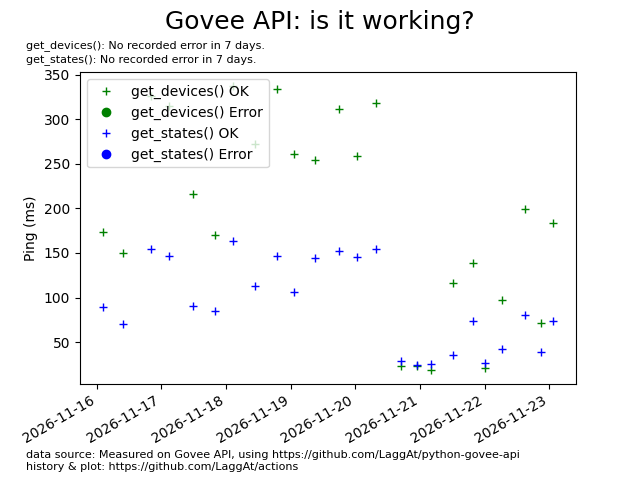 Govee API: is it working?
get_devices(): No recorded error in 7 days.
get_states(): No recorded error in 7 days.
350
300
250
200
150
100
50
Ping (ms)
get_devices() OK
get_devices() Error
get_states() OK
get_states() Error
2026-11-16
2026-11-17
2026-11-18
2026-11-19
2026-11-20
2026-11-21
2026-11-22
2026-11-23
data source: Measured on Govee API, using https://github.com/LaggAt/python-govee-api
history & plot: https://github.com/LaggAt/actions